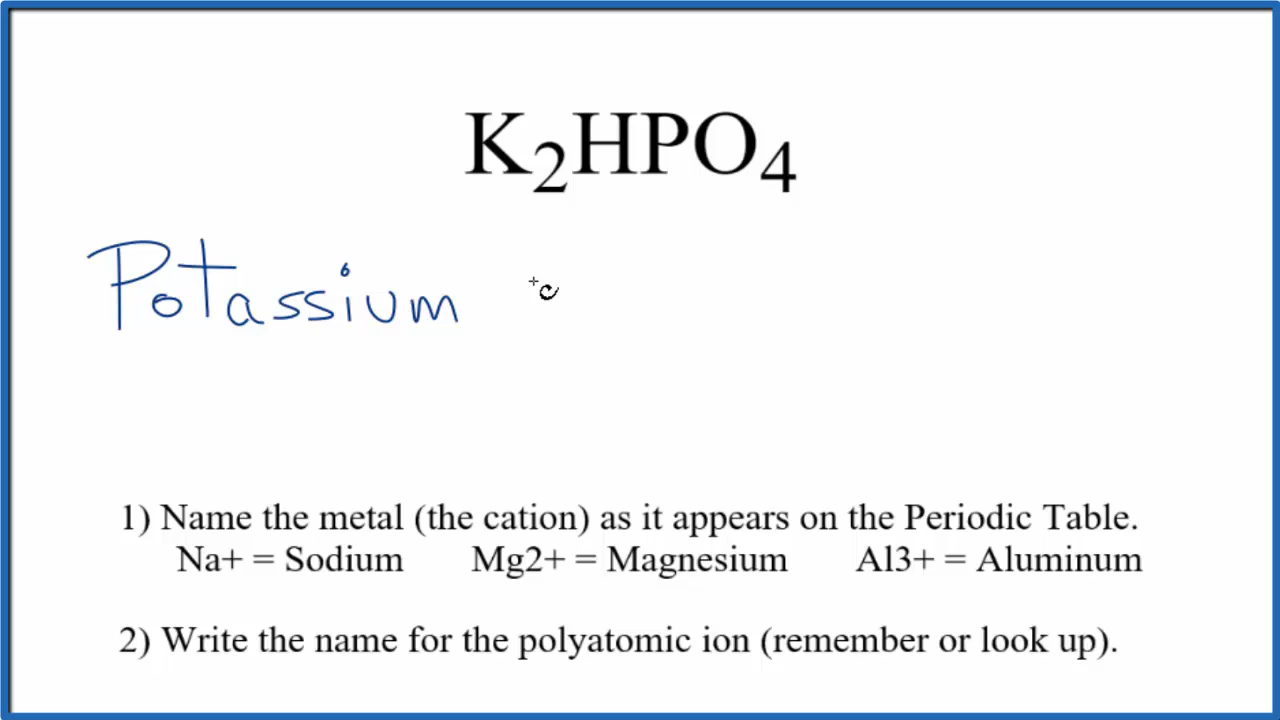 K₂HPO₄
Potassium
1) Name the metal (the cation) as it appears on the Periodic Table.
Na+ = Sodium Mg2+ = Magnesium Al3+ = Aluminum
2) Write the name for the polyatomic ion (remember or look up).